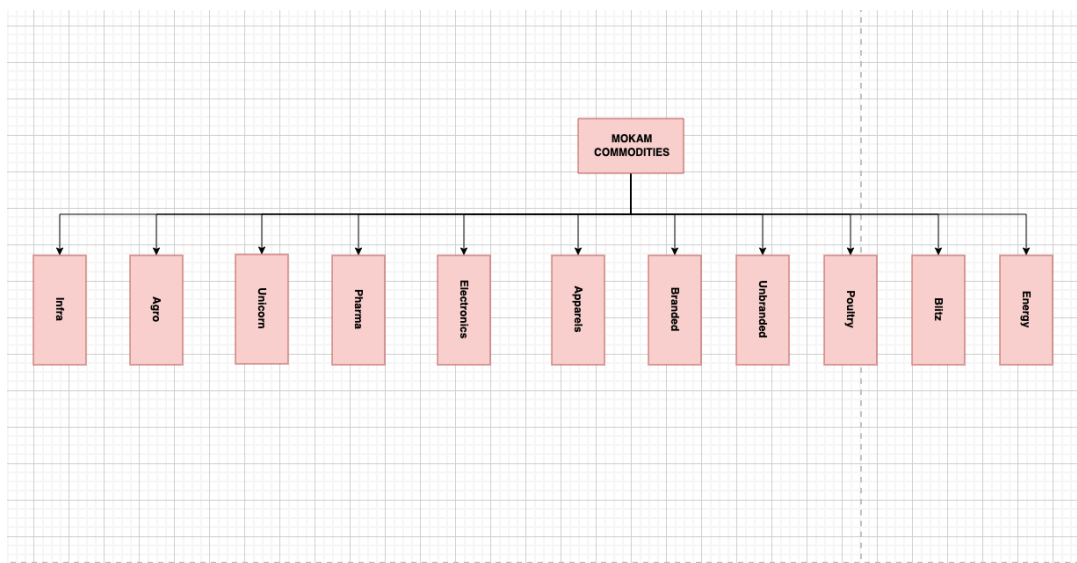 MOKAM
COMMODITIES
Infra
Agro
Unicorn
Pharma
Electronics
Apparels
Branded
Unbranded
Poultry
Blitz
Energy